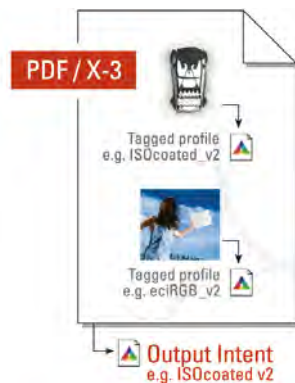 PDF / X-3
Tagged profile
e.g. ISOcoated_v2
Tagged profile
e.g. eciRGB_v2
Output Intent
e.g. ISOcoated v2